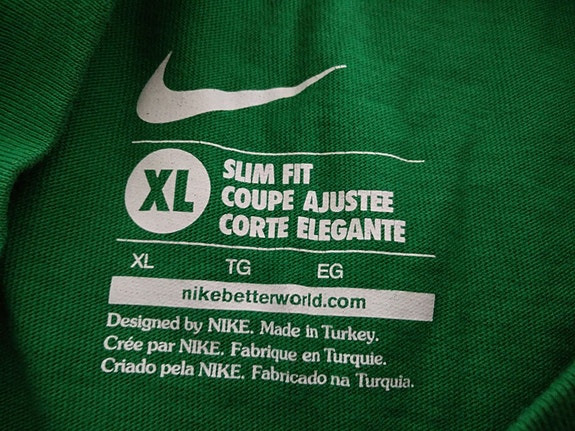 XL
SLIM FIT
COUPE AJUSTEE
CORTE ELEGANTE
XL TG EG
nikebetterworld.com
Designed by NIKE. Made in Turkey.
Crée par NIKE. Fabrique en Turquie.
Criado pela NIKE. Fabricado na Turquia.